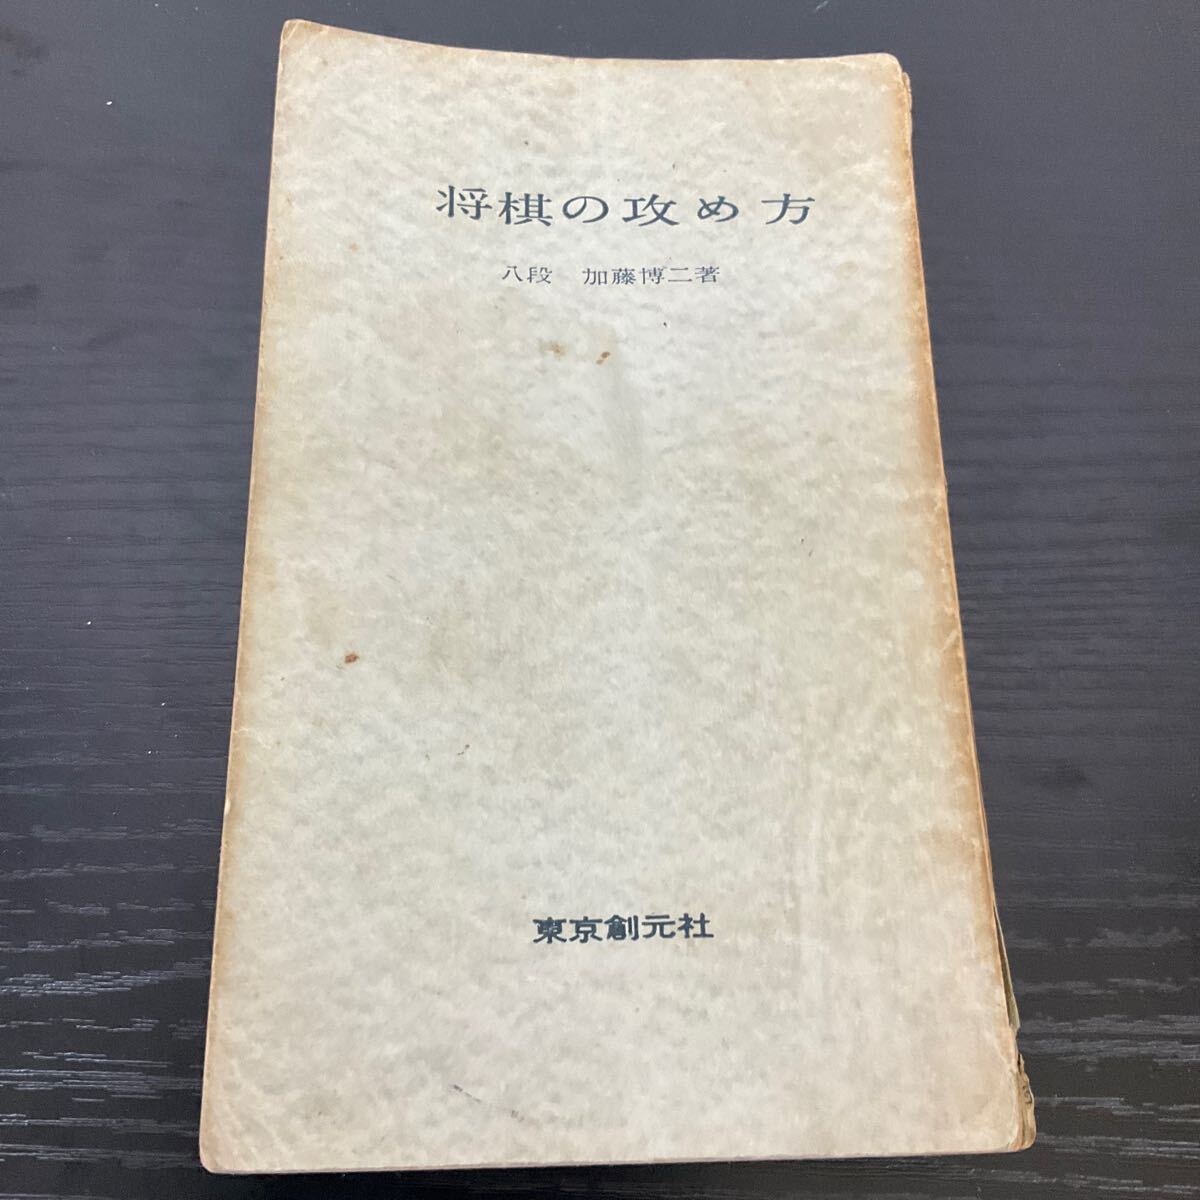 将棋の攻め方
八段 加藤博二著
東京創元社